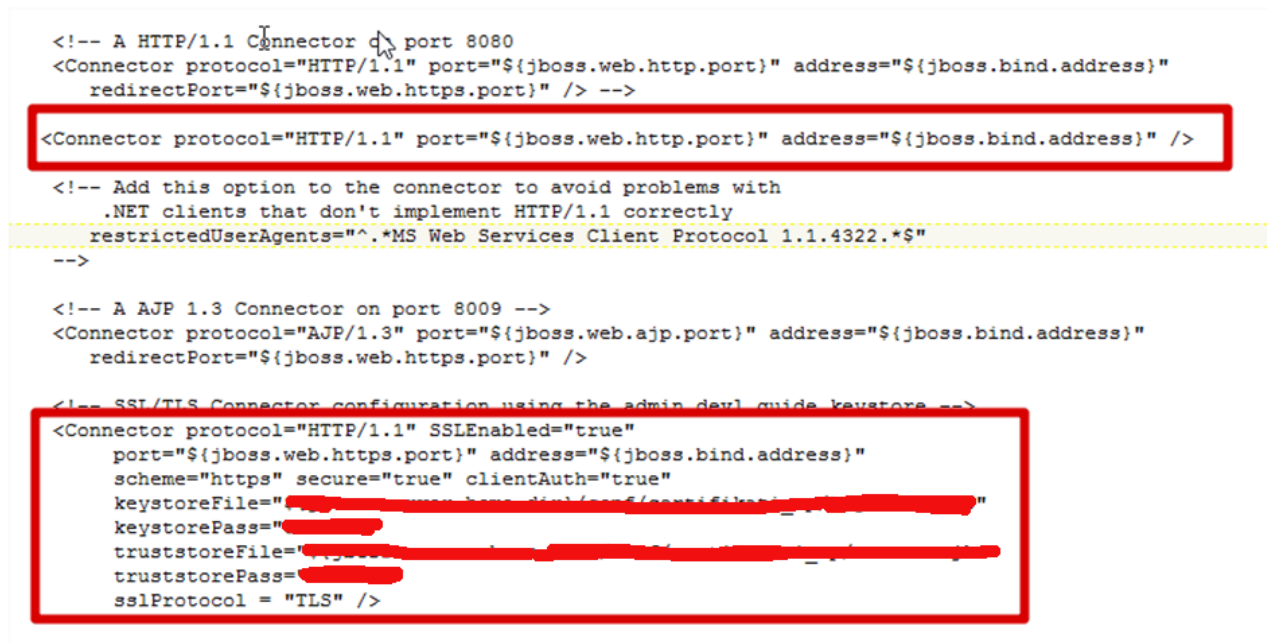 <!-- A HTTP/1.1 Connector on port 8080
<Connector protocol="HTTP/1.1" port="${jboss.web.http.port}" address="${jboss.bind.address}"
redirectPort="${jboss.web.https.port}" /> -->
<Connector protocol="HTTP/1.1" port="${jboss.web.http.port}" address="${jboss.bind.address}" />
<!-- Add this option to the connector to avoid problems with
.NET clients that don't implement HTTP/1.1 correctly
restrictedUserAgents="^.*MS Web Services Client Protocol 1.1.4322.*$"
-->
<!-- A AJP 1.3 Connector on port 8009 -->
<Connector protocol="AJP/1.3" port="${jboss.web.ajp.port}" address="${jboss.bind.address}"
redirectPort="${jboss.web.https.port}" />
<!-- SSL/TLS Connector configuration using the admin devl guide keystore -->
<Connector protocol="HTTP/1.1" SSLEnabled="true"
port="${jboss.web.https.port}" address="${jboss.bind.address}"
scheme="https" secure="true" clientAuth="true"
keystoreFile=" "
keystorePass="
truststoreFile="
truststorePass=
sslProtocol = "TLS" />